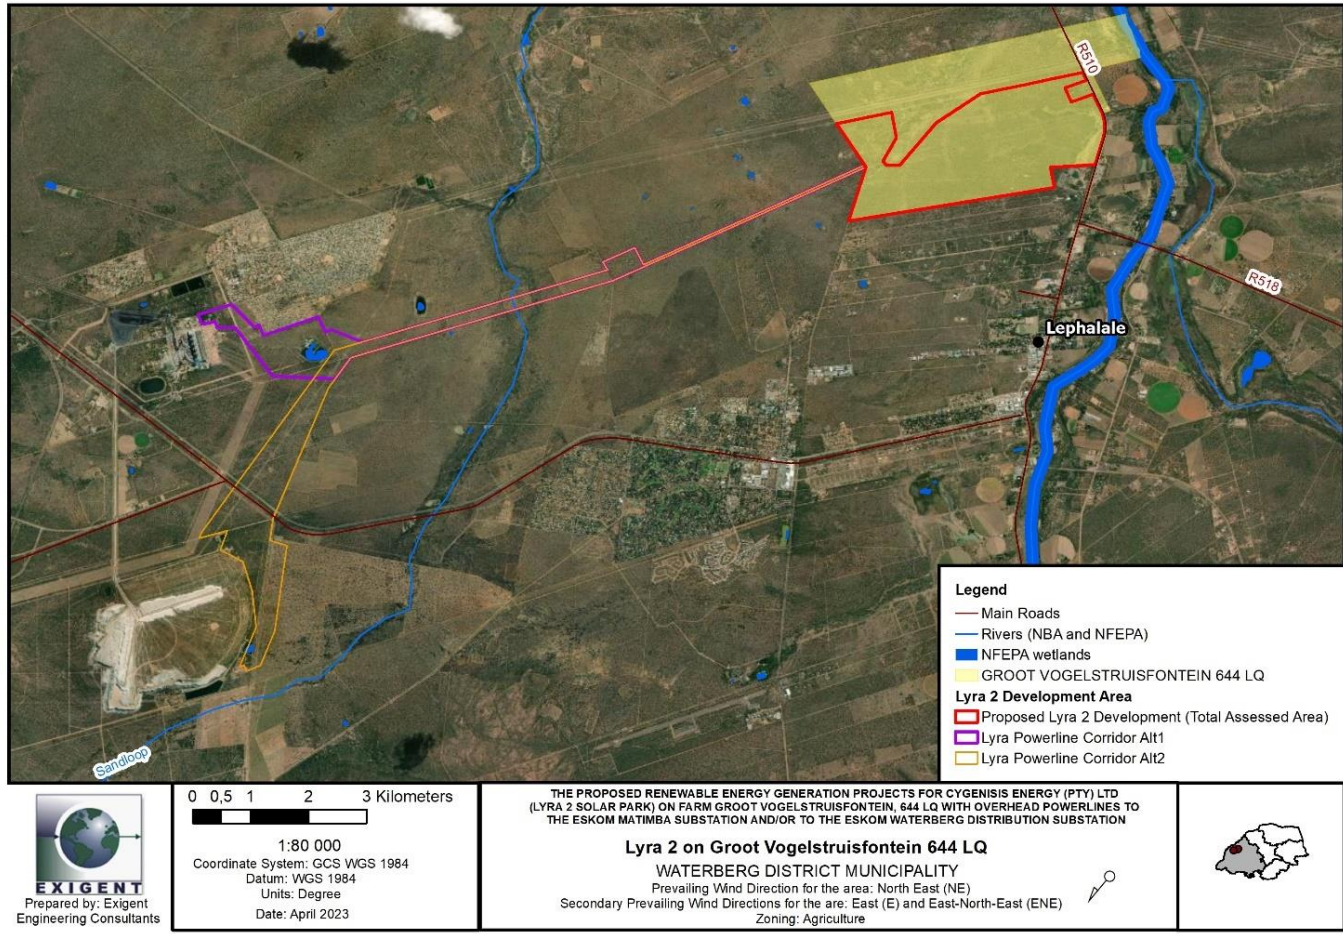 R510
R518
Lephalale
Sandloop
Legend
Main Roads
Rivers (NBA and NFEPA)
NFEPA wetlands
GROOT VOGELSTRUISFONTEIN 644 LQ
Lyra 2 Development Area
Proposed Lyra 2 Development (Total Assessed Area)
Lyra Powerline Corridor Alt1
Lyra Powerline Corridor Alt2
EXIGENT
Prepared by: Exigent
Engineering Consultants
0 0,5 1 2 3 Kilometers
1:80 000
Coordinate System: GCS WGS 1984
Datum: WGS 1984
Units: Degree
Date: April 2023
THE PROPOSED RENEWABLE ENERGY GENERATION PROJECTS FOR CYGENISIS ENERGY (PTY) LTD
(LYRA 2 SOLAR PARK) ON FARM GROOT VOGELSTRUISFONTEIN, 644 LQ WITH OVERHEAD POWERLINES TO
THE ESKOM MATIMBA SUBSTATION AND/OR TO THE ESKOM WATERBERG DISTRIBUTION SUBSTATION
Lyra 2 on Groot Vogelstruisfontein 644 LQ
WATERBERG DISTRICT MUNICIPALITY
Prevailing Wind Direction for the area: North East (NE)
Secondary Prevailing Wind Directions for the are: East (E) and East-North-East (ENE)
Zoning: Agriculture